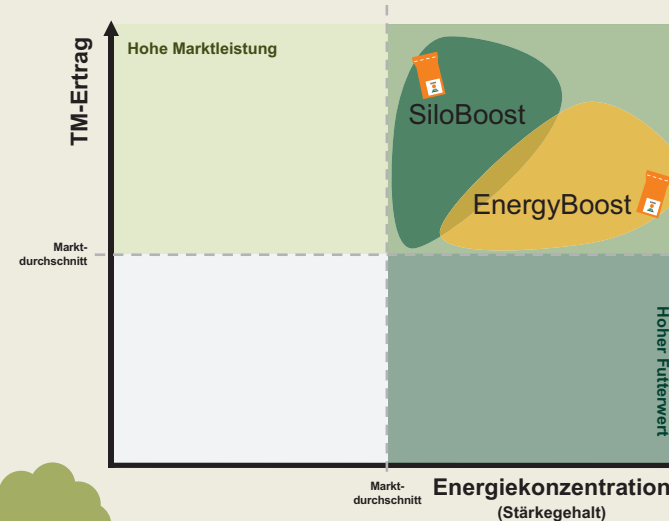 TM-Ertrag
Hohe Marktleistung
SiloBoost
EnergyBoost
Markt-
durchschnitt
Hoher Futterwert
Markt-
durchschnitt
Energiekonzentration
(Stärkegehalt)